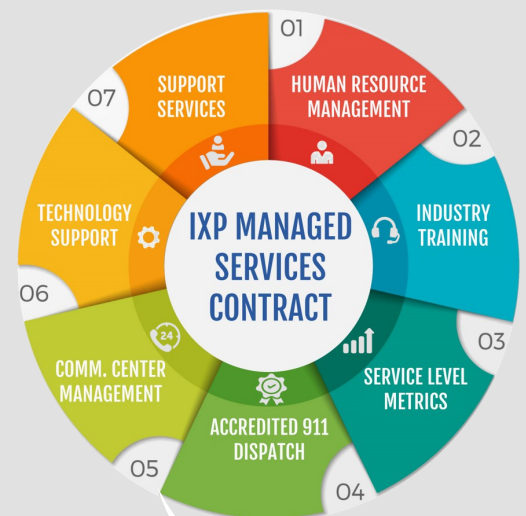 01
HUMAN RESOURCE
MANAGEMENT
02
INDUSTRY
TRAINING
03
SERVICE LEVEL
METRICS
04
ACCREDITED 911
DISPATCH
05
COMM. CENTER
MANAGEMENT
24
06
TECHNOLOGY
SUPPORT
07
SUPPORT
SERVICES
IXP MANAGED
SERVICES
CONTRACT